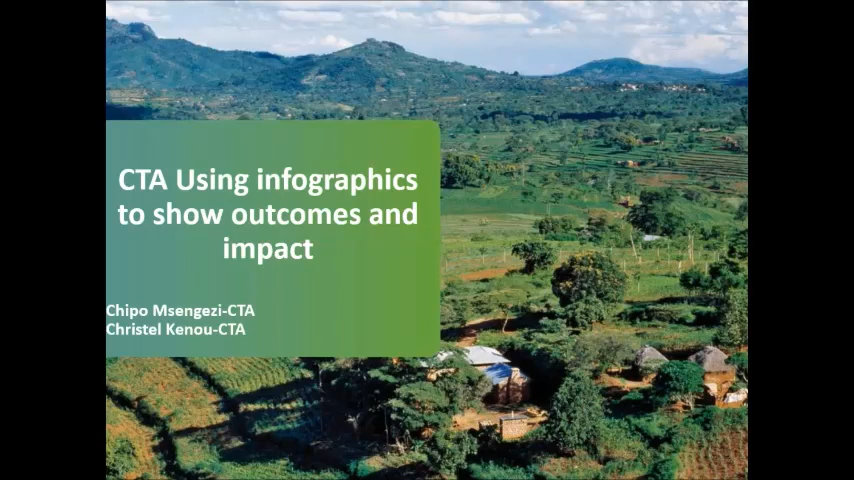 CTA Using infographics
to show outcomes and
impact
Chipo Msengezi-CTA
Christel Kenou-CTA